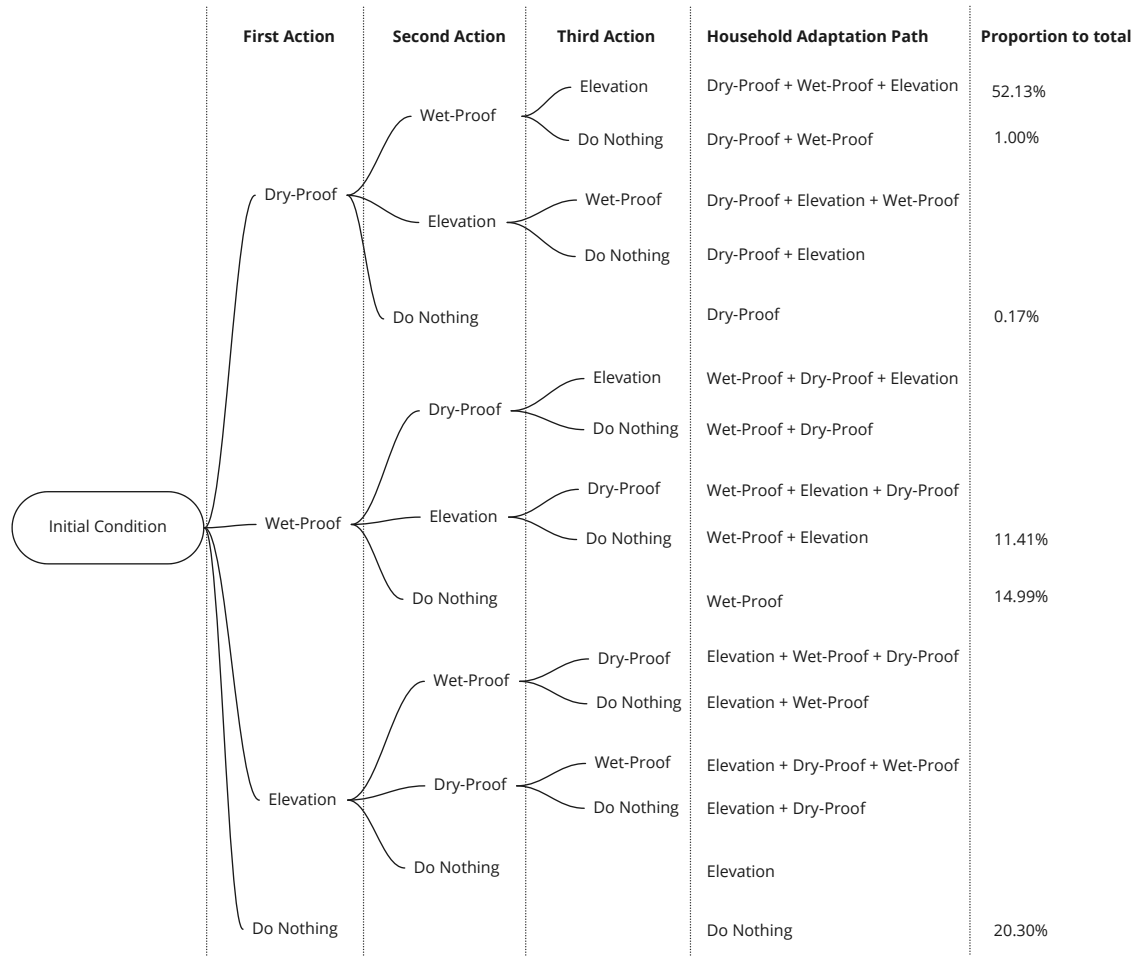 First Action Second Action Third Action Household Adaptation Path Proportion to total
Elevation Dry-Proof + Wet-Proof + Elevation 52.13%
Wet-Proof
Do Nothing Dry-Proof + Wet-Proof 1.00%
Dry-Proof
Wet-Proof Dry-Proof + Elevation + Wet-Proof
Elevation
Do Nothing Dry-Proof + Elevation
Do Nothing Dry-Proof 0.17%
Elevation Wet-Proof + Dry-Proof + Elevation
Dry-Proof
Do Nothing Wet-Proof + Dry-Proof
Dry-Proof Wet-Proof + Elevation + Dry-Proof
Initial Condition Wet-Proof Elevation
Do Nothing Wet-Proof + Elevation 11.41%
Do Nothing Wet-Proof 14.99%
Dry-Proof Elevation + Wet-Proof + Dry-Proof
Wet-Proof
Do Nothing Elevation + Wet-Proof
Wet-Proof Elevation + Dry-Proof + Wet-Proof
Elevation Dry-Proof
Do Nothing Elevation + Dry-Proof
Do Nothing Elevation
Do Nothing Do Nothing 20.30%